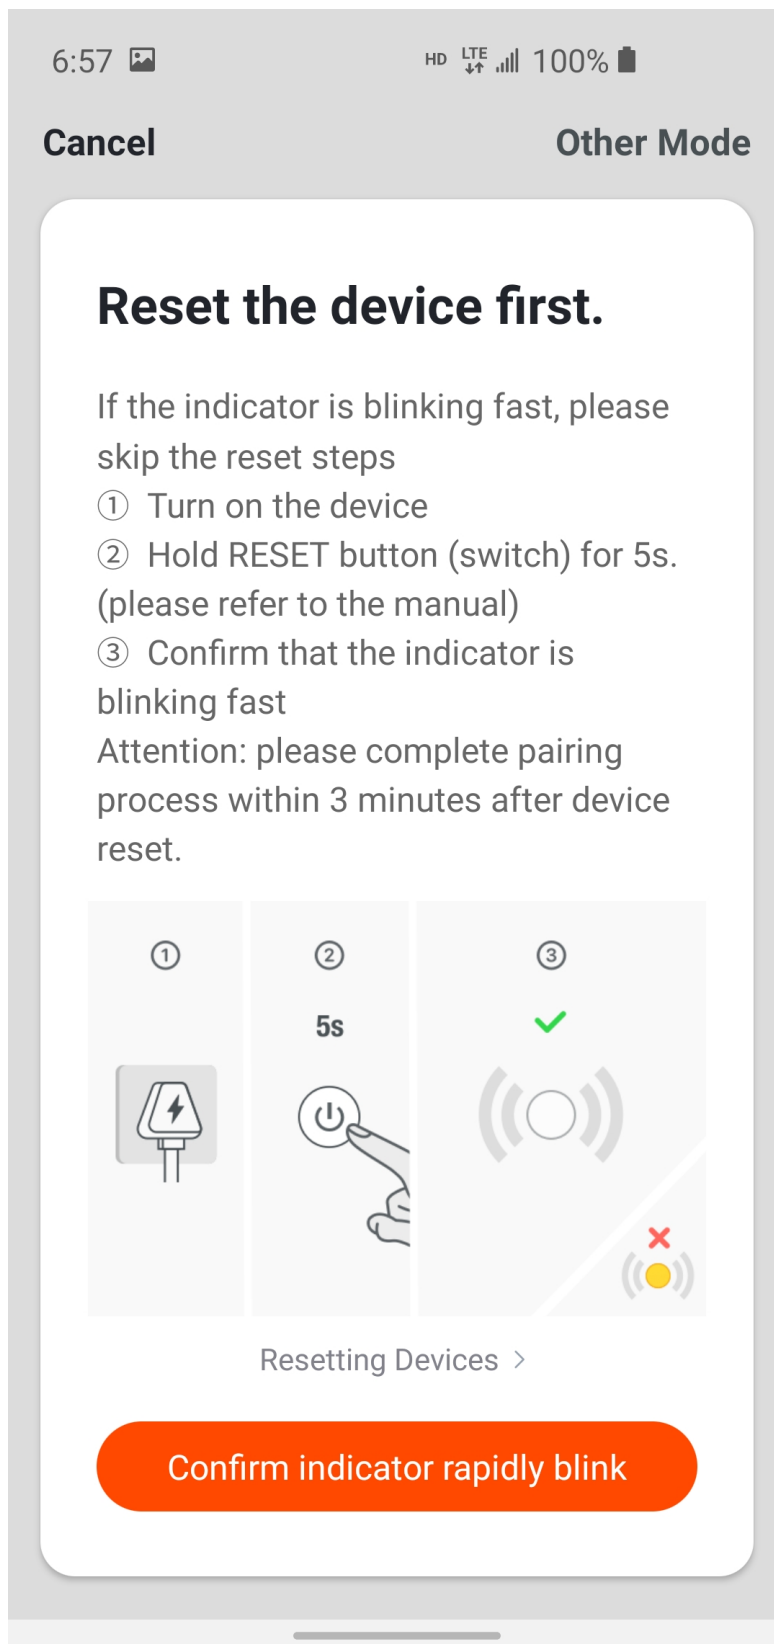 6:57 HD LTE 100%
Cancel Other Mode
Reset the device first.
If the indicator is blinking fast, please
skip the reset steps
① Turn on the device
② Hold RESET button (switch) for 5s.
(please refer to the manual)
③ Confirm that the indicator is
blinking fast
Attention: please complete pairing
process within 3 minutes after device
reset.
① ② ③
5s
Resetting Devices >
Confirm indicator rapidly blink